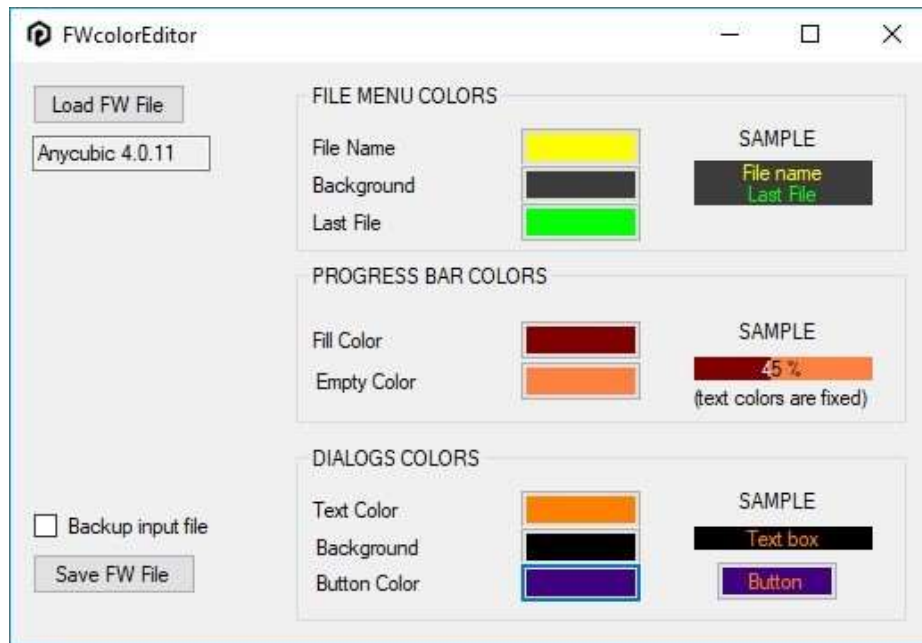 FWcolorEditor
Load FW File
Anycubic 4.0.11
FILE MENU COLORS
File Name
Background
Last File
SAMPLE
File name
Last File
PROGRESS BAR COLORS
Fill Color
Empty Color
SAMPLE
45 %
(text colors are fixed)
DIALOGS COLORS
Text Color
Background
Button Color
SAMPLE
Text box
Button
Backup input file
Save FW File